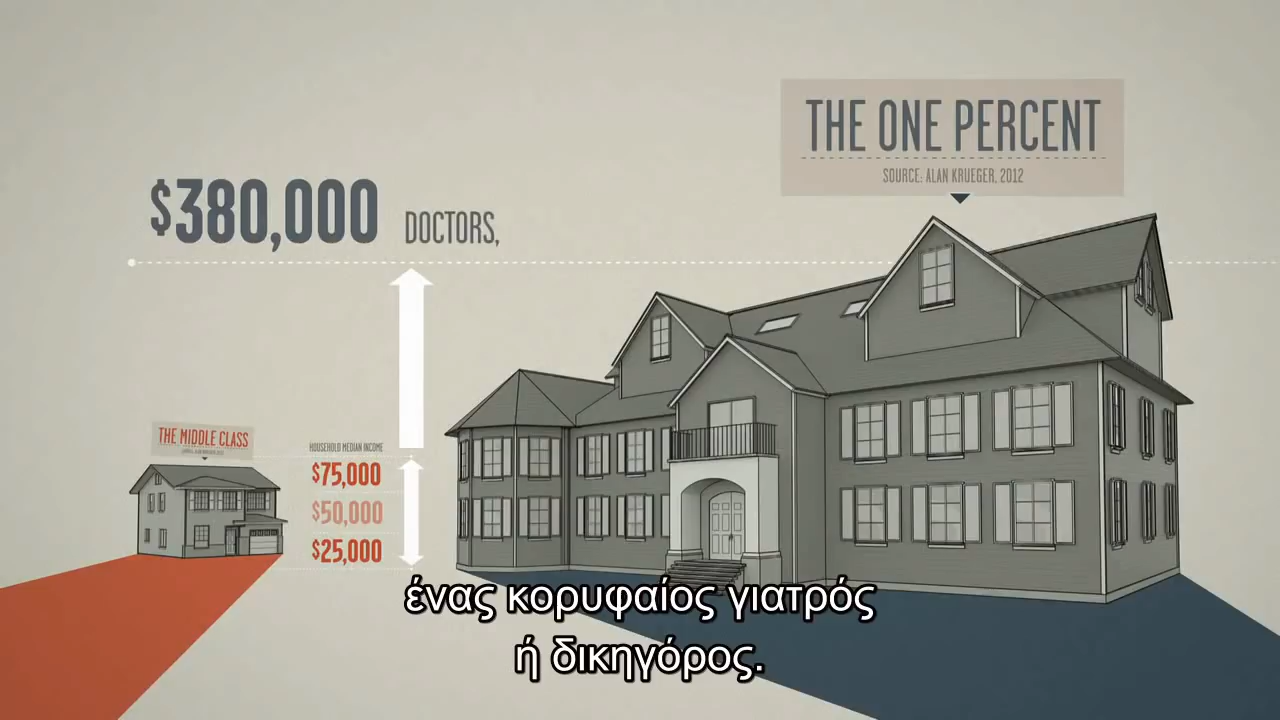 THE ONE PERCENT
SOURCE: ALAN KRUEGER, 2012
$380,000 DOCTORS,
THE MIDDLE CLASS
HOUSEHOLD MEDIAN INCOME
$75,000
$50,000
$25,000
ένας κορυφαίος γιατρός
ή δικηγόρος.